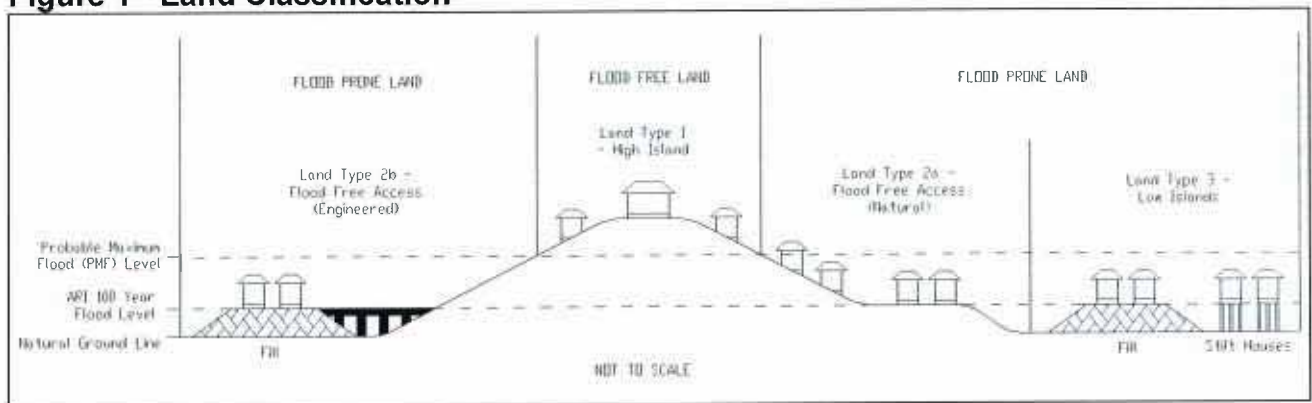 Figure 1 Land Classification
FLOOD PRONE LAND
FLOOD FREE LAND
FLOOD PRONE LAND
Land Type 1
- High Island
Land Type 2b -
Flood Free Access
(Engineered)
Land Type 2a -
Flood Free Access
(Natural)
Land Type 3 -
Low Islands
Probable Maximum
Flood (PMF) Level
ARI 100 Year
Flood Level
Natural Ground Line
Fill
Fill
Stilt Houses
NOT TO SCALE